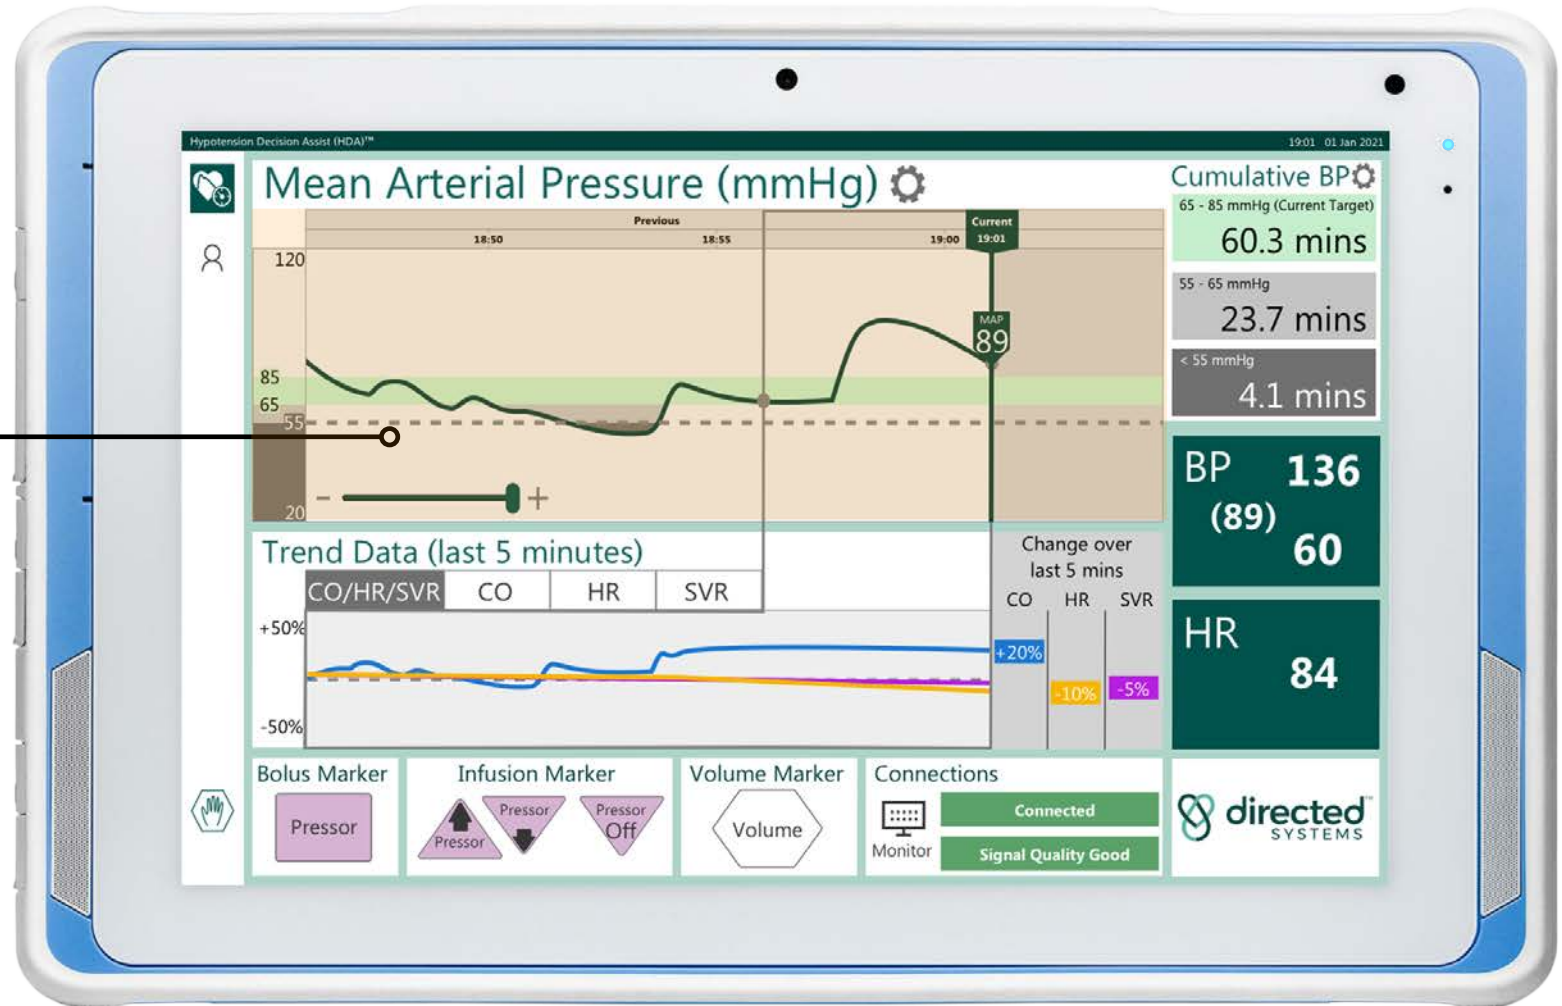 Hypotension Decision Assist (HDA)™
19:01 01 Jan 2021
Mean Arterial Pressure (mmHg)
Previous
Current
18:50
18:55
19:00
19:01
120
85
65
55
20
MAP
89
- +
Cumulative BP
65 - 85 mmHg (Current Target)
60.3 mins
55 - 65 mmHg
23.7 mins
< 55 mmHg
4.1 mins
BP 136
(89)
60
HR
84
Trend Data (last 5 minutes)
CO/HR/SVR CO HR SVR
+50%
-50%
Change over
last 5 mins
CO HR SVR
+20%
-10%
-5%
Bolus Marker
Pressor
Infusion Marker
Pressor
Pressor
Pressor
Off
Volume Marker
Volume
Connections
Monitor
Connected
Signal Quality Good
directed™
SYSTEMS